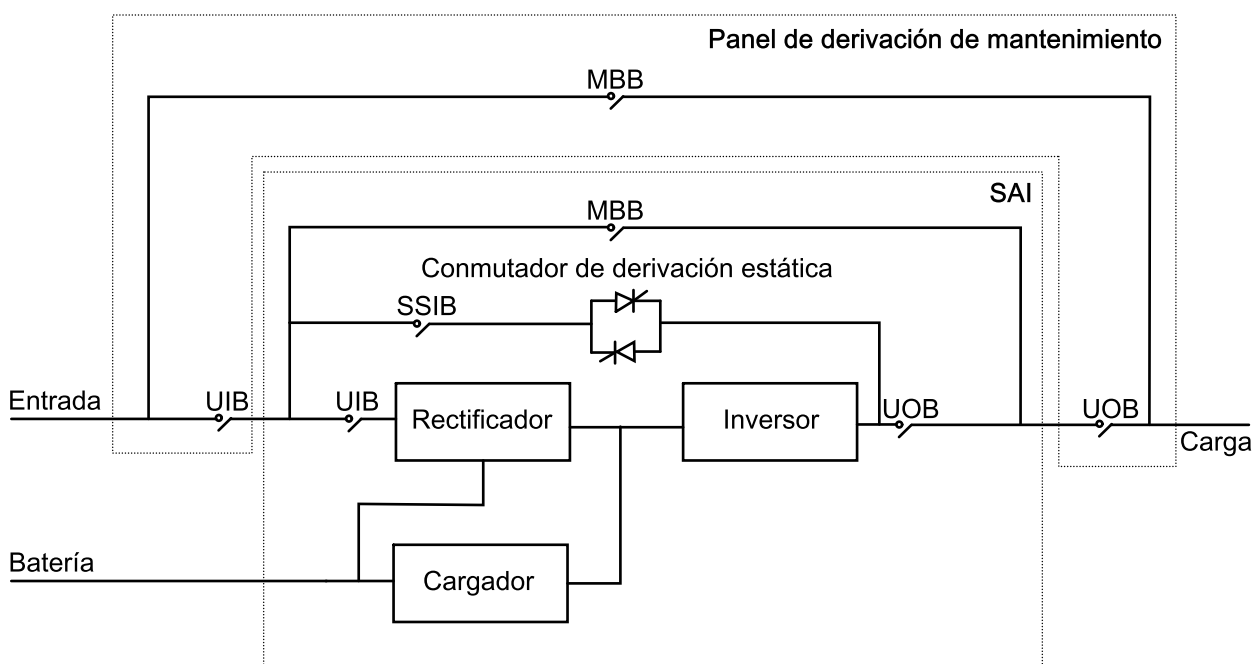 Panel de derivación de mantenimiento
MBB
SAI
MBB
Conmutador de derivación estática
SSIB
Entrada
UIB
UIB
Rectificador
Inversor
UOB
UOB
Carga
Batería
Cargador